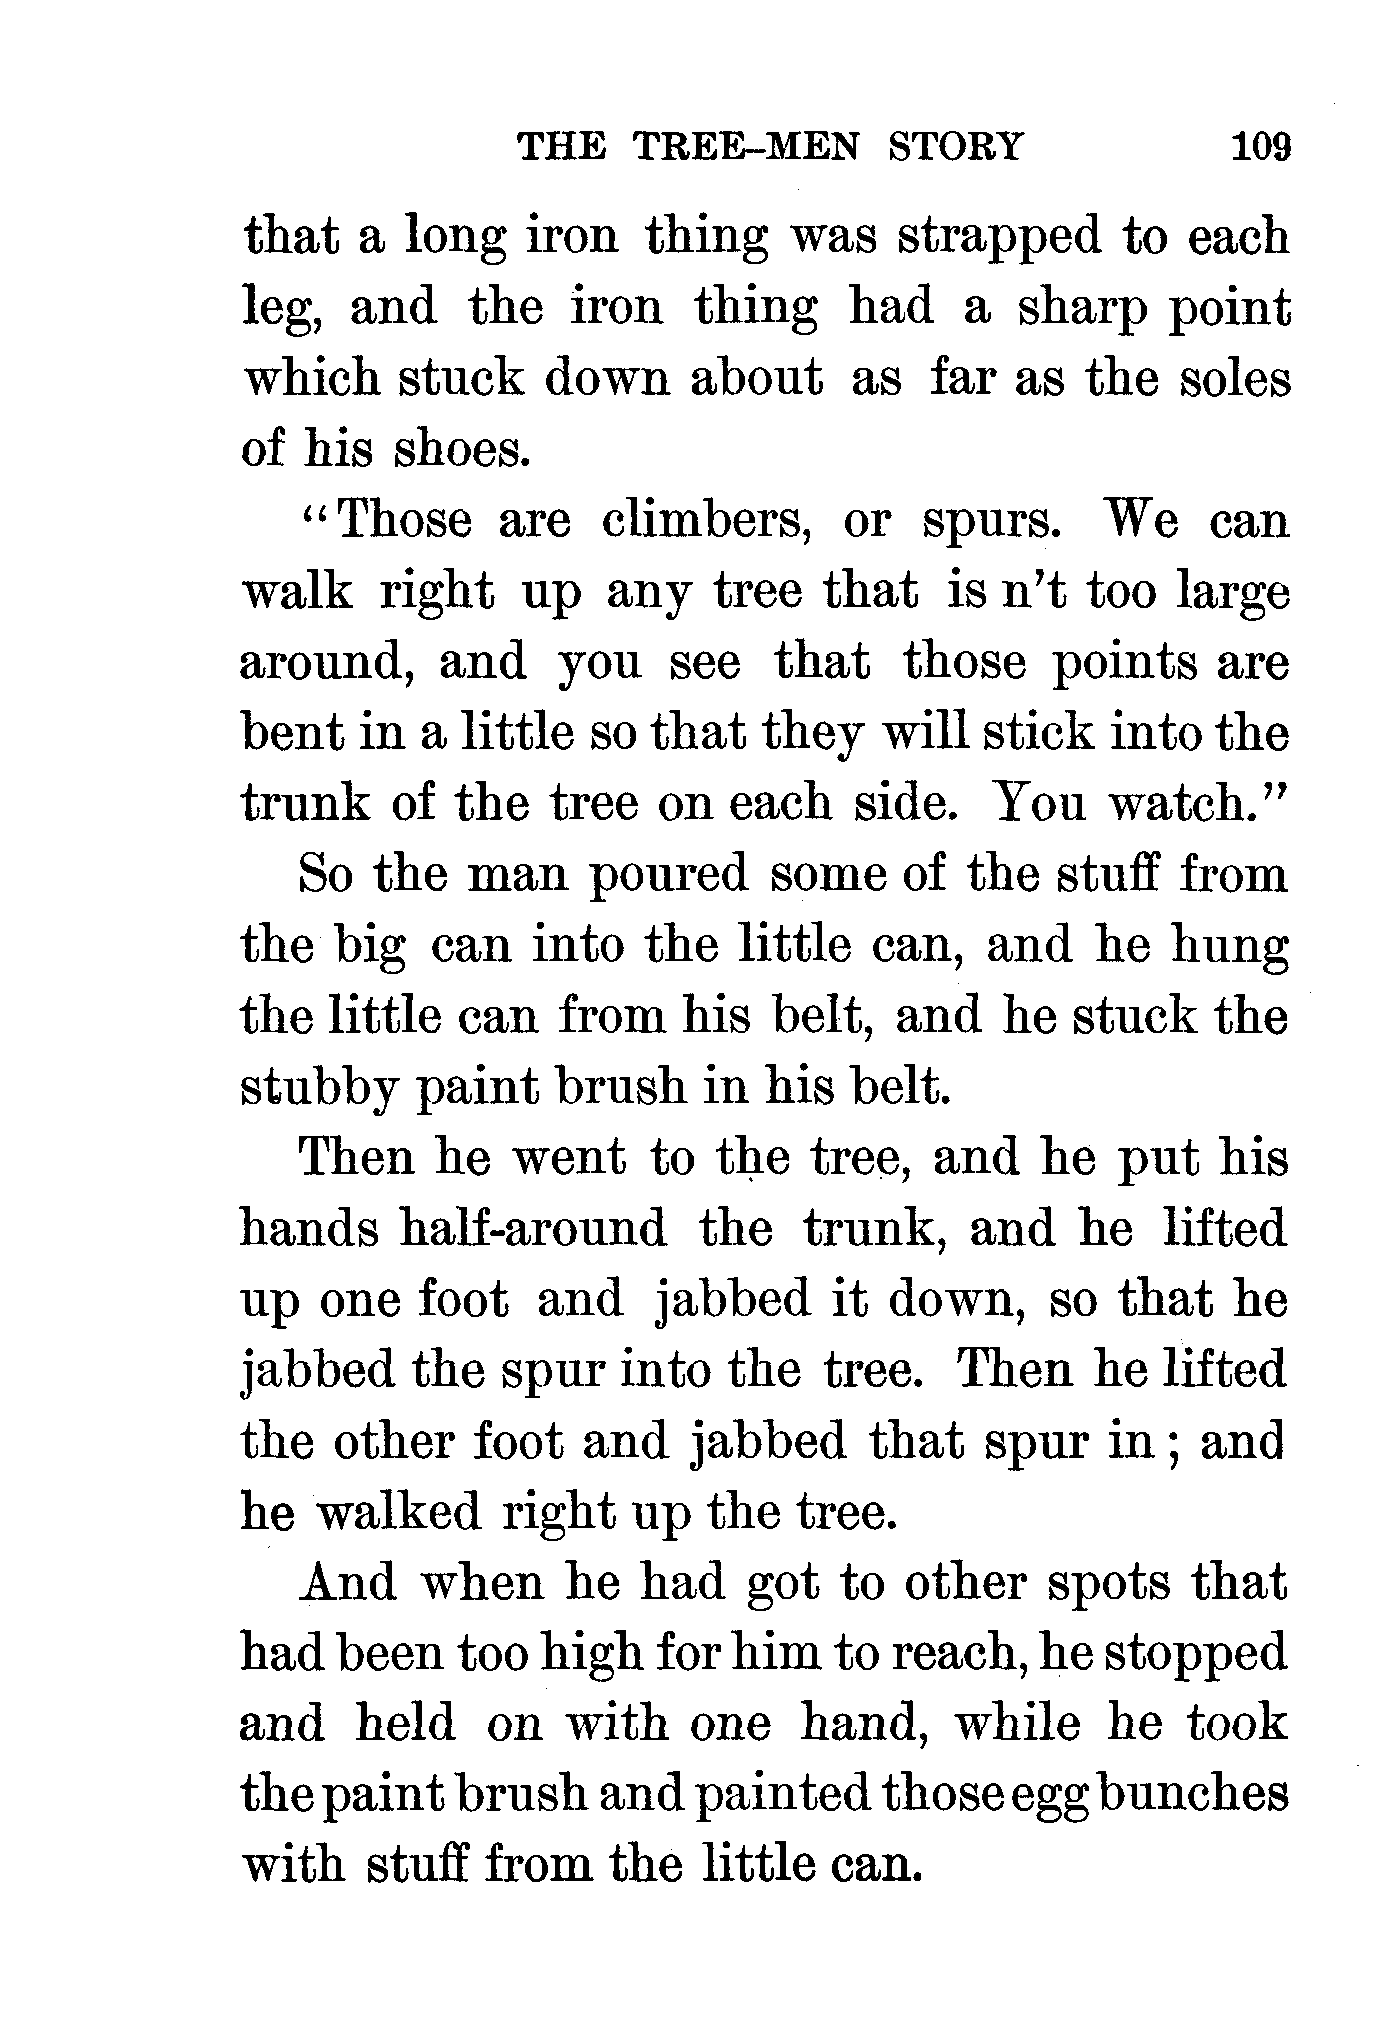 THE TREE-MEN STORY 109
that a long iron thing was strapped to each
leg, and the iron thing had a sharp point
which stuck down about as far as the soles
of his shoes.
"Those are climbers, or spurs. We can
walk right up any tree that is n't too large
around, and you see that those points are
bent in a little so that they will stick into the
trunk of the tree on each side. You watch."
So the man poured some of the stuff from
the big can into the little can, and he hung
the little can from his belt, and he stuck the
stubby paint brush in his belt.
Then he went to the tree, and he put his
hands half-around the trunk, and he lifted
up one foot and jabbed it down, so that he
jabbed the spur into the tree. Then he lifted
the other foot and jabbed that spur in; and
he walked right up the tree.
And when he had got to other spots that
had been too high for him to reach, he stopped
and held on with one hand, while he took
the paint brush and painted those egg bunches
with stuff from the little can.